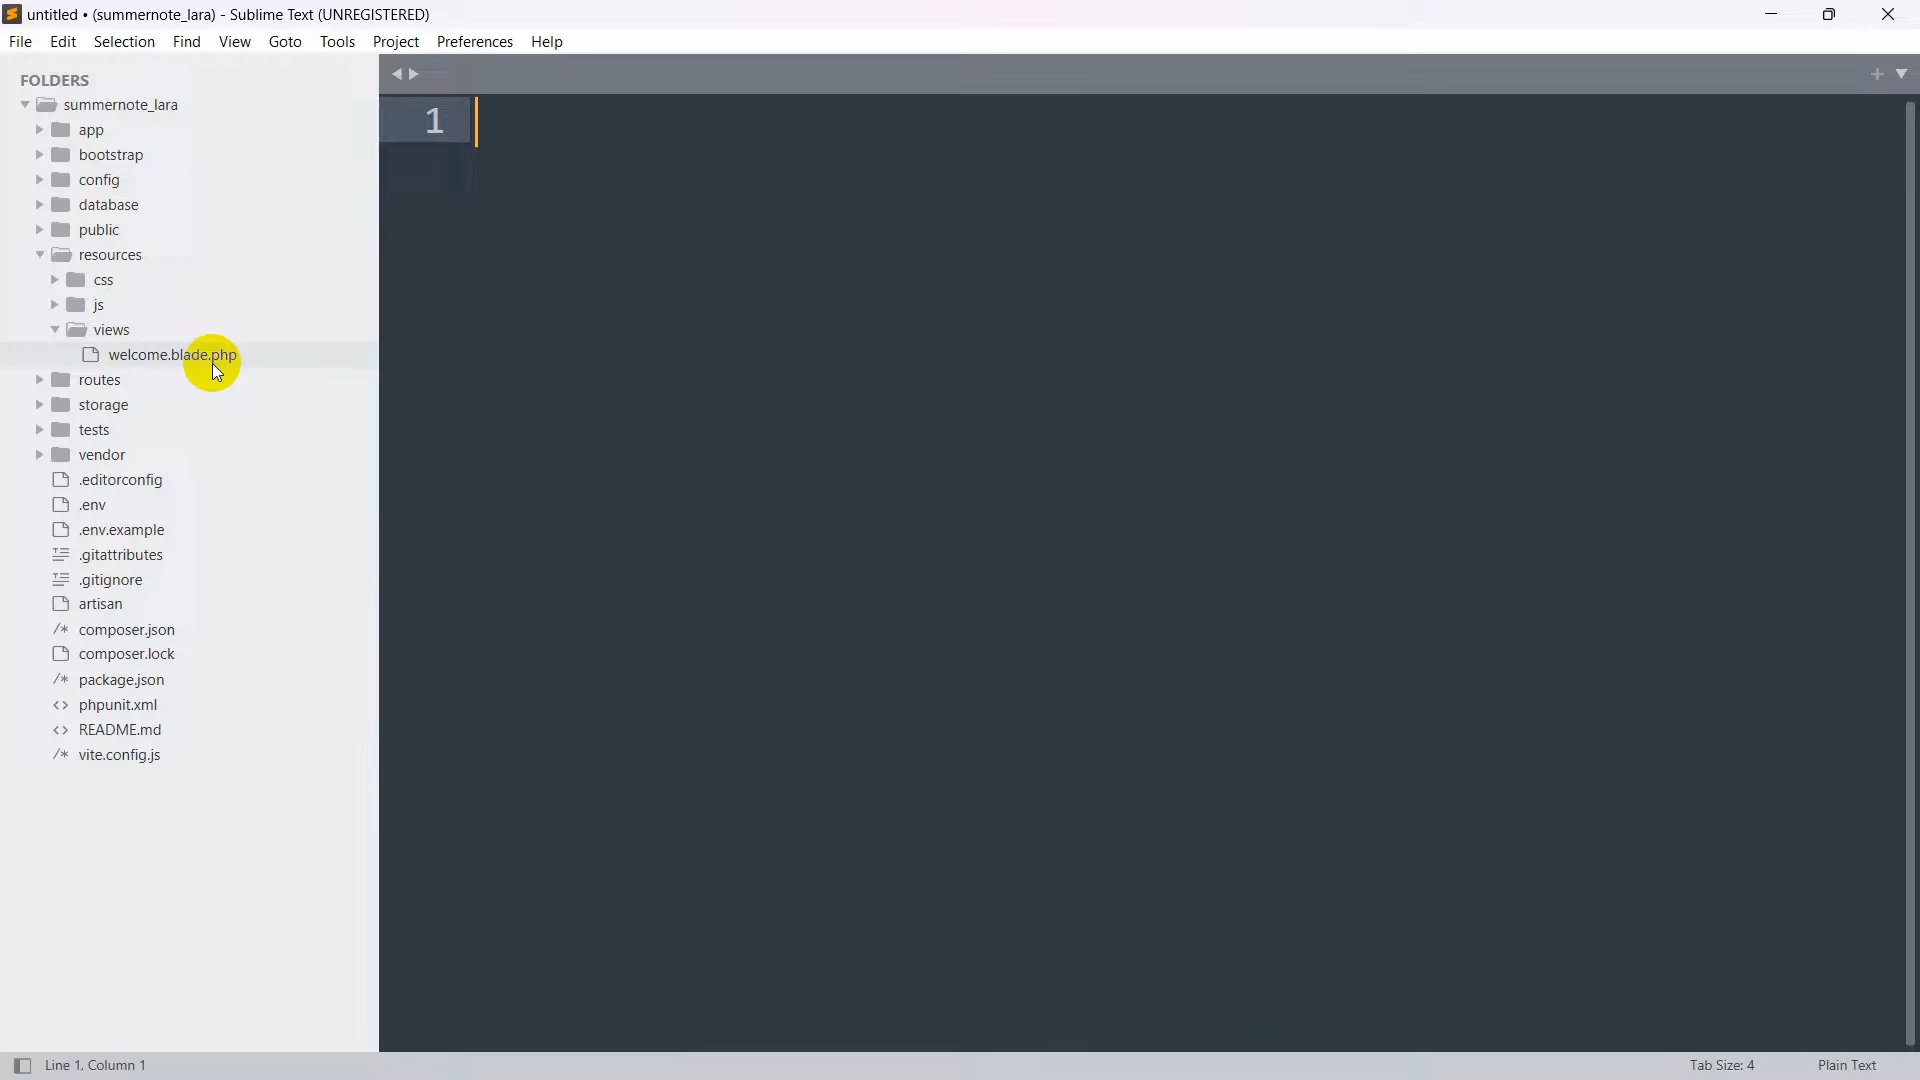 untitled • (summernote_lara) - Sublime Text (UNREGISTERED)
File Edit Selection Find View Goto Tools Project Preferences Help
FOLDERS
summernote_lara
app
bootstrap
config
database
public
resources
css
js
views
welcome.blade.php
routes
storage
tests
vendor
.editorconfig
.env
.env.example
.gitattributes
.gitignore
artisan
/* composer.json
composer.lock
/* package.json
<> phpunit.xml
<> README.md
/* vite.config.js
1
Line 1, Column 1
Tab Size: 4
Plain Text